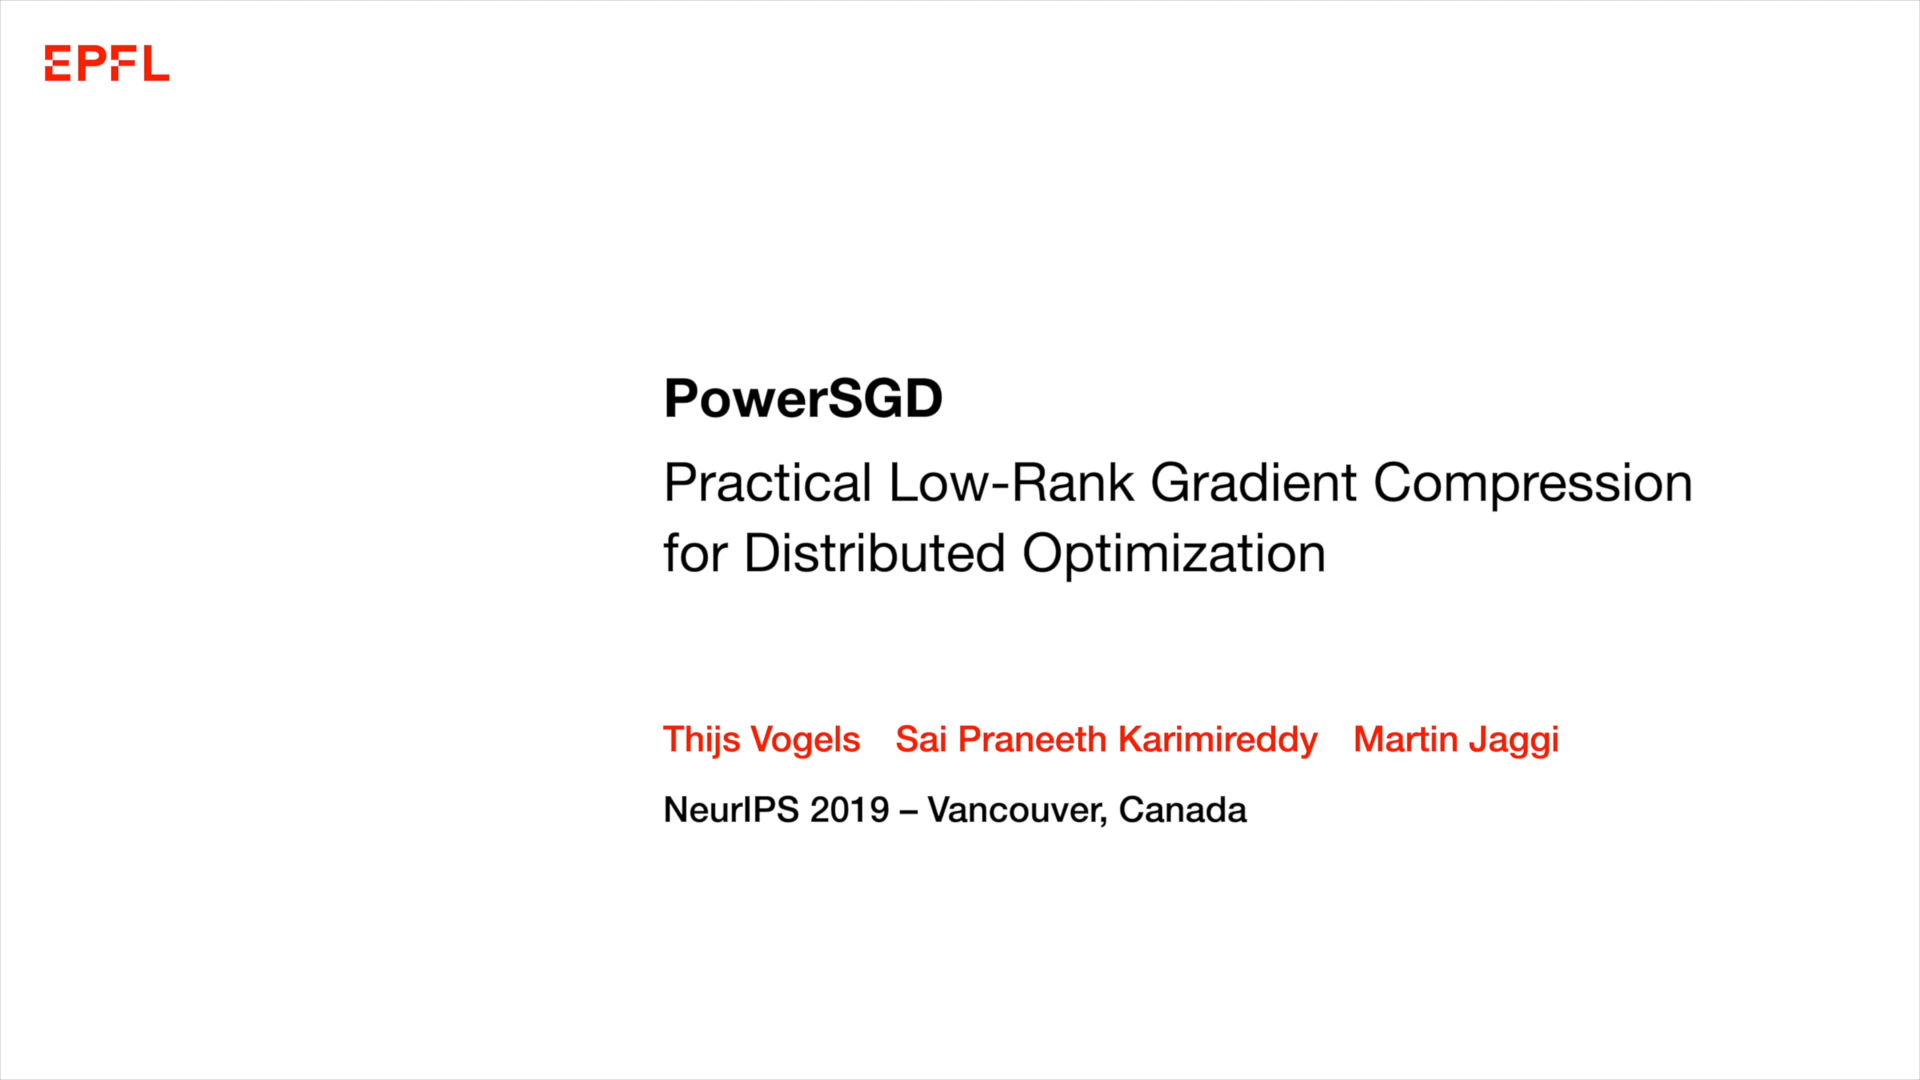 EPFL
PowerSGD
Practical Low-Rank Gradient Compression
for Distributed Optimization
Thijs Vogels Sai Praneeth Karimireddy Martin Jaggi
NeurIPS 2019 – Vancouver, Canada